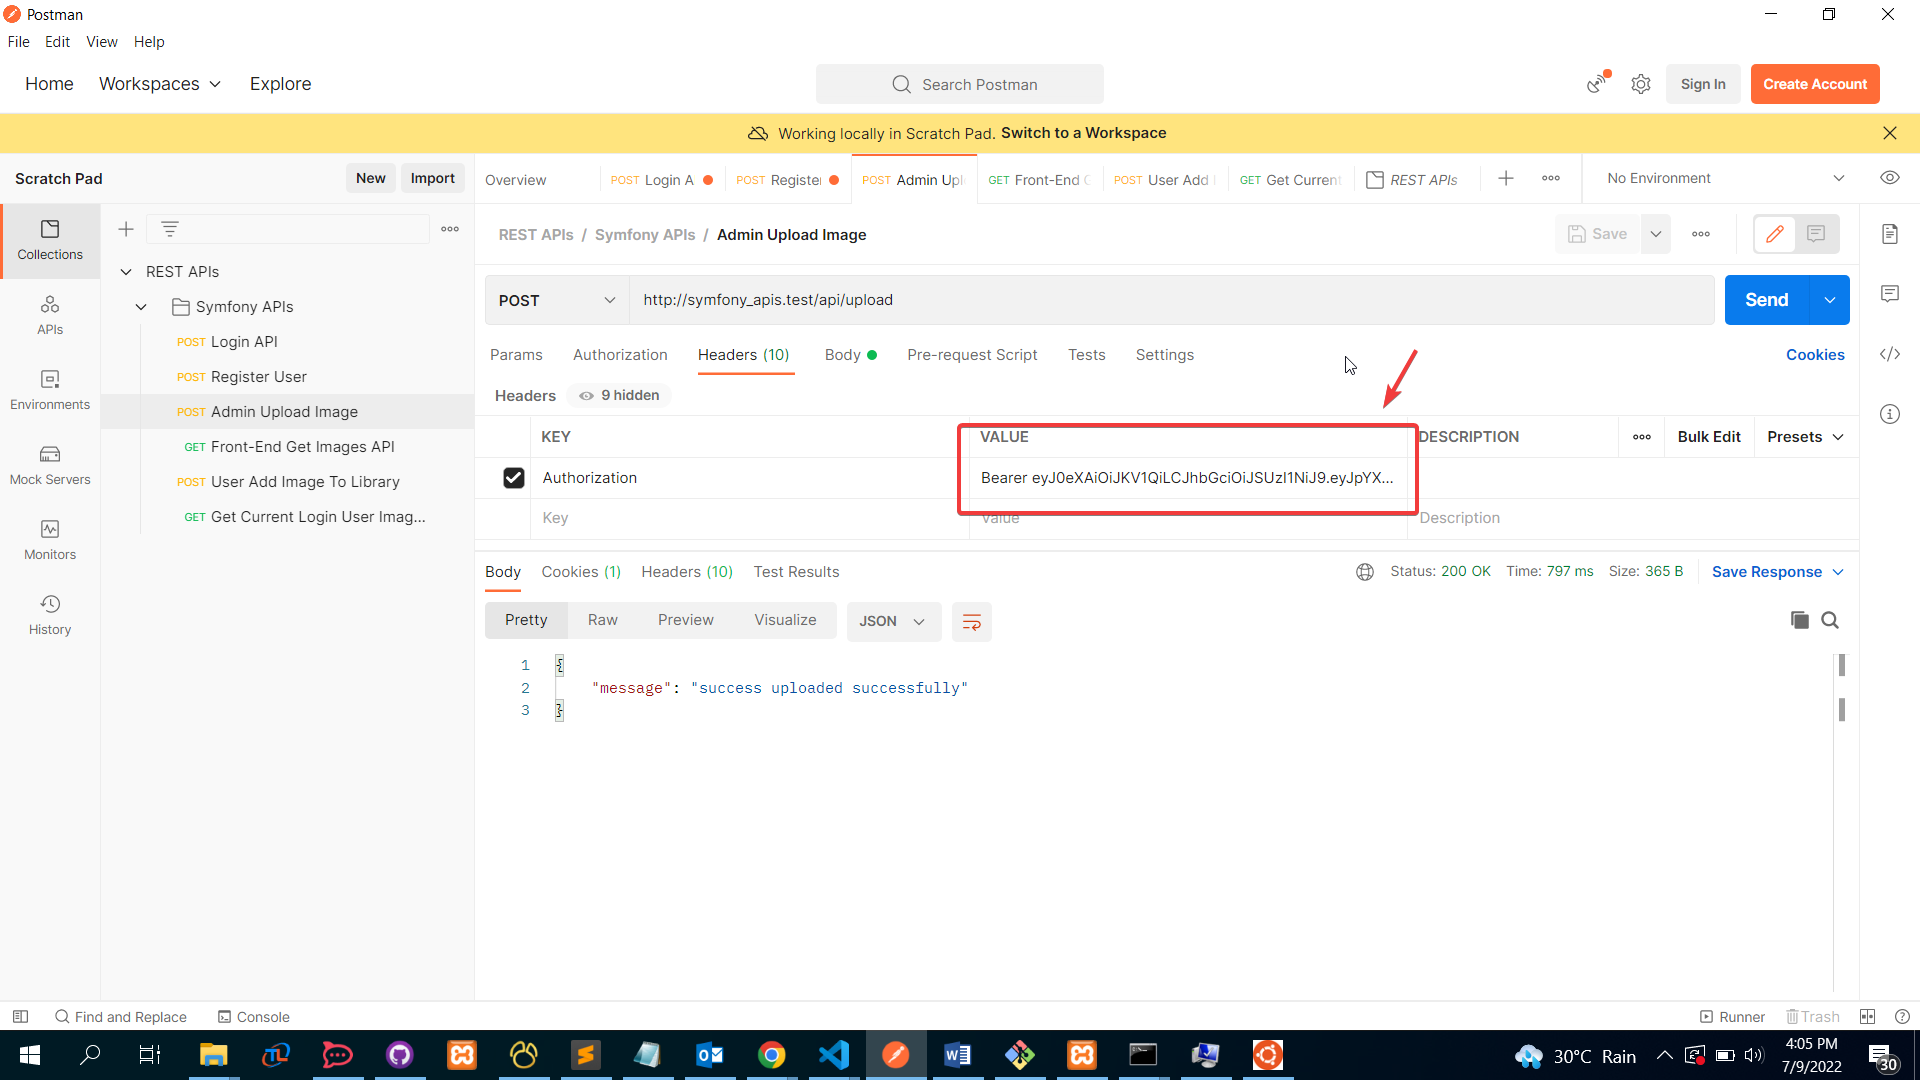 Postman
File Edit View Help
Home Workspaces Explore
Search Postman
Sign In
Create Account
Working locally in Scratch Pad. Switch to a Workspace
Scratch Pad
New
Import
Overview
POST Login A
POST Register
POST Admin Upl
GET Front-End
POST User Add
GET Get Current
REST APIs
No Environment
Collections
APIs
Environments
Mock Servers
Monitors
History
REST APIs
Symfony APIs
POST Login API
POST Register User
POST Admin Upload Image
GET Front-End Get Images API
POST User Add Image To Library
GET Get Current Login User Imag...
REST APIs / Symfony APIs / Admin Upload Image
Save
POST
http://symfony_apis.test/api/upload
Send
Params Authorization Headers (10) Body Pre-request Script Tests Settings
Cookies
Headers 9 hidden
KEY VALUE DESCRIPTION
Bulk Edit Presets
Authorization Bearer eyJ0eXAiOiJKV1QiLCJhbGciOiJSUzI1NiJ9.eyJpYX...
Key Value Description
Body Cookies (1) Headers (10) Test Results
Status: 200 OK Time: 797 ms Size: 365 B
Save Response
Pretty Raw Preview Visualize JSON
1 {
2 "message": "success uploaded successfully"
3 }
Find and Replace
Console
Runner
Trash
30°C Rain
4:05 PM
7/9/2022
30